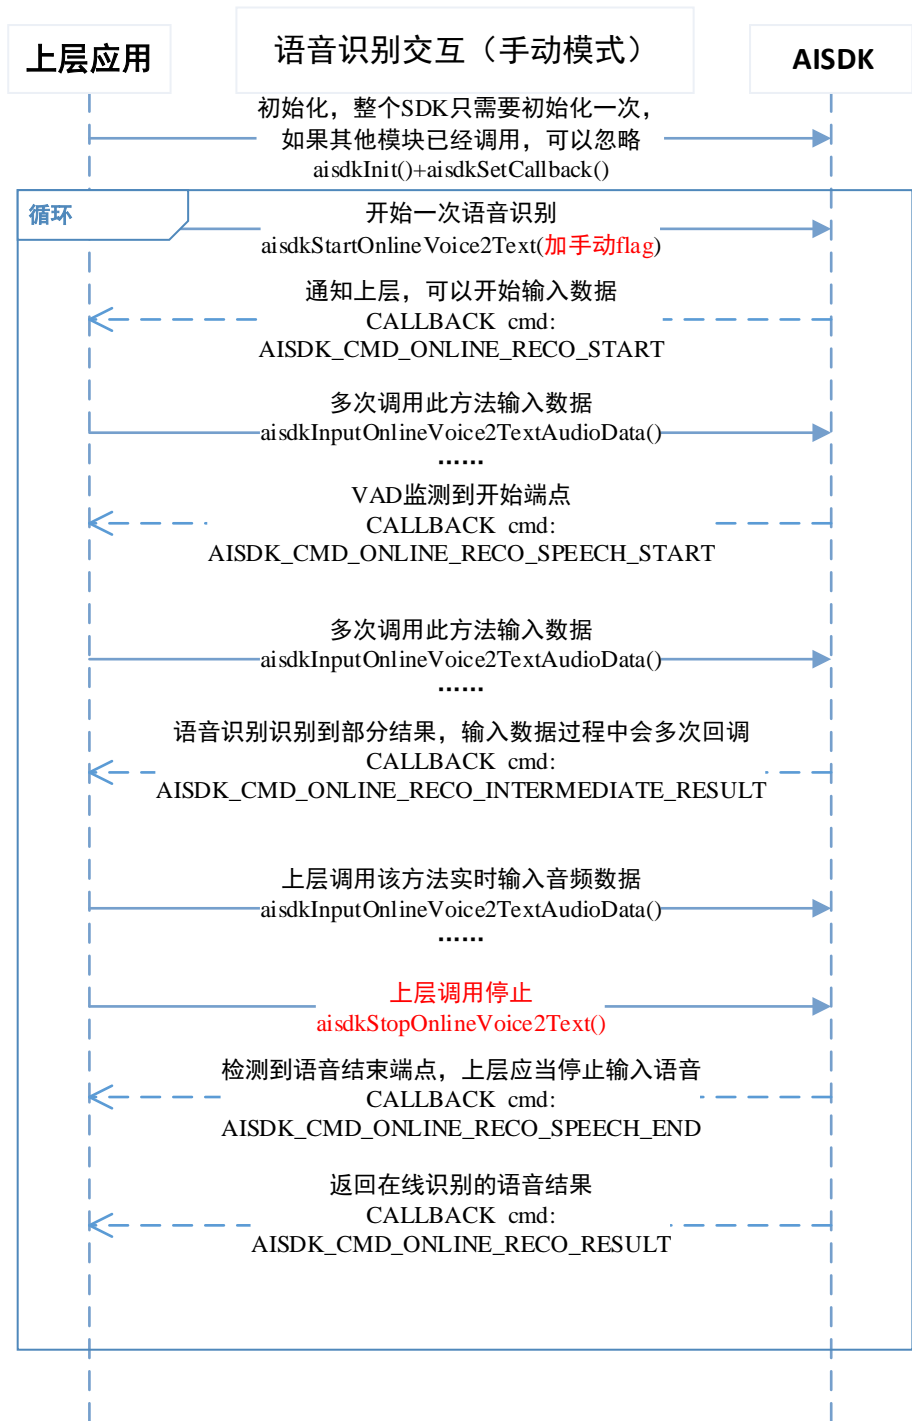 上层应用
语音识别交互（手动模式）
AISDK
初始化，整个SDK只需要初始化一次，
如果其他模块已经调用，可以忽略
aisdkInit()+aisdkSetCallback()
循环
开始一次语音识别
aisdkStartOnlineVoice2Text(加手动flag)
通知上层，可以开始输入数据
CALLBACK cmd:
AISDK_CMD_ONLINE_RECO_START
多次调用此方法输入数据
aisdkInputOnlineVoice2TextAudioData()
……
VAD监测到开始端点
CALLBACK cmd:
AISDK_CMD_ONLINE_RECO_SPEECH_START
多次调用此方法输入数据
aisdkInputOnlineVoice2TextAudioData()
……
语音识别识别到部分结果，输入数据过程中会多次回调
CALLBACK cmd:
AISDK_CMD_ONLINE_RECO_INTERMEDIATE_RESULT
上层调用该方法实时输入音频数据
aisdkInputOnlineVoice2TextAudioData()
……
上层调用停止
aisdkStopOnlineVoice2Text()
检测到语音结束端点，上层应当停止输入语音
CALLBACK cmd:
AISDK_CMD_ONLINE_RECO_SPEECH_END
返回在线识别的语音结果
CALLBACK cmd:
AISDK_CMD_ONLINE_RECO_RESULT